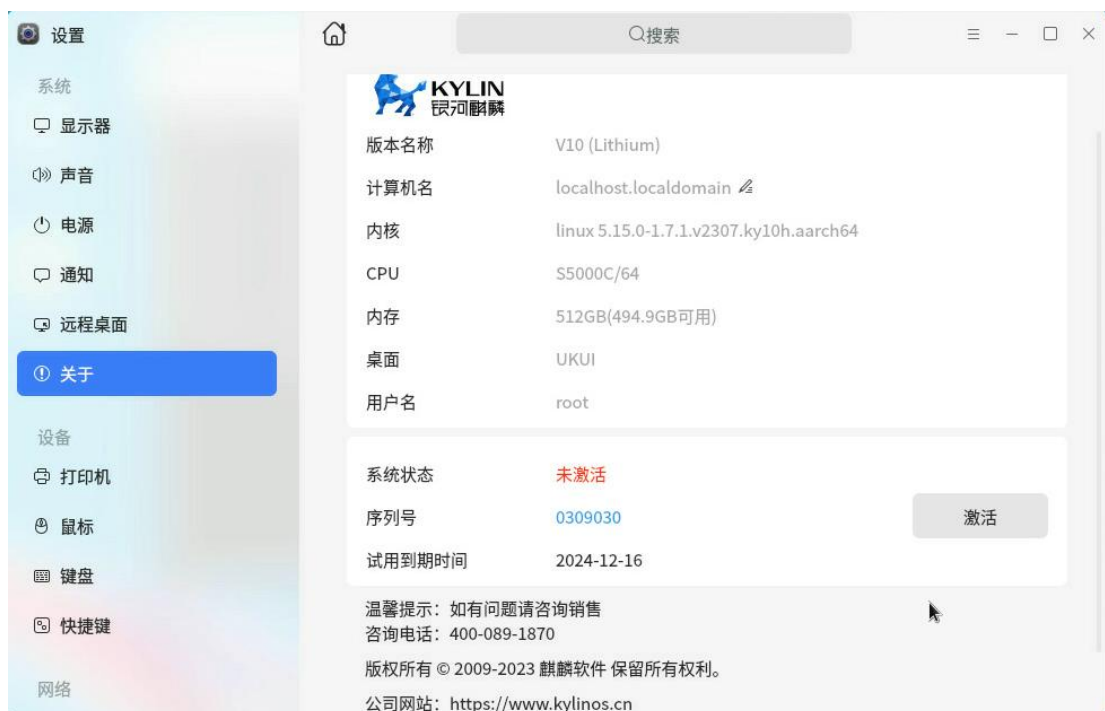 设置
搜索
系统
显示器
声音
电源
通知
远程桌面
关于
设备
打印机
鼠标
键盘
快捷键
网络
KYLIN
银河麒麟
版本名称 V10 (Lithium)
计算机名 localhost.localdomain
内核 linux 5.15.0-1.7.1.v2307.ky10h.aarch64
CPU S5000C/64
内存 512GB(494.9GB可用)
桌面 UKUI
用户名 root
系统状态 未激活
序列号 0309030
激活
试用到期时间 2024-12-16
温馨提示：如有问题请咨询销售
咨询电话：400-089-1870
版权所有 © 2009-2023 麒麟软件 保留所有权利。
公司网站：https://www.kylinos.cn